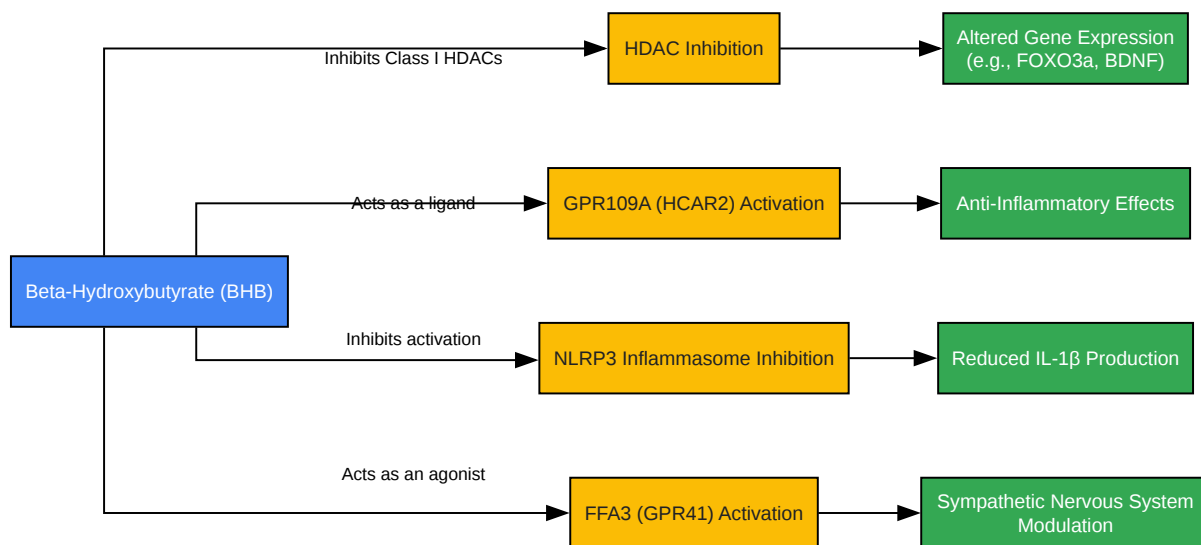 Inhibits Class I HDACs
HDAC Inhibition
Altered Gene Expression
(e.g., FOXO3a, BDNF)
Acts as a ligand
GPR109A (HCAR2) Activation
Anti-Inflammatory Effects
Beta-Hydroxybutyrate (BHB)
Inhibits activation
NLRP3 Inflammasome Inhibition
Reduced IL-1β Production
Acts as an agonist
FFA3 (GPR41) Activation
Sympathetic Nervous System
Modulation